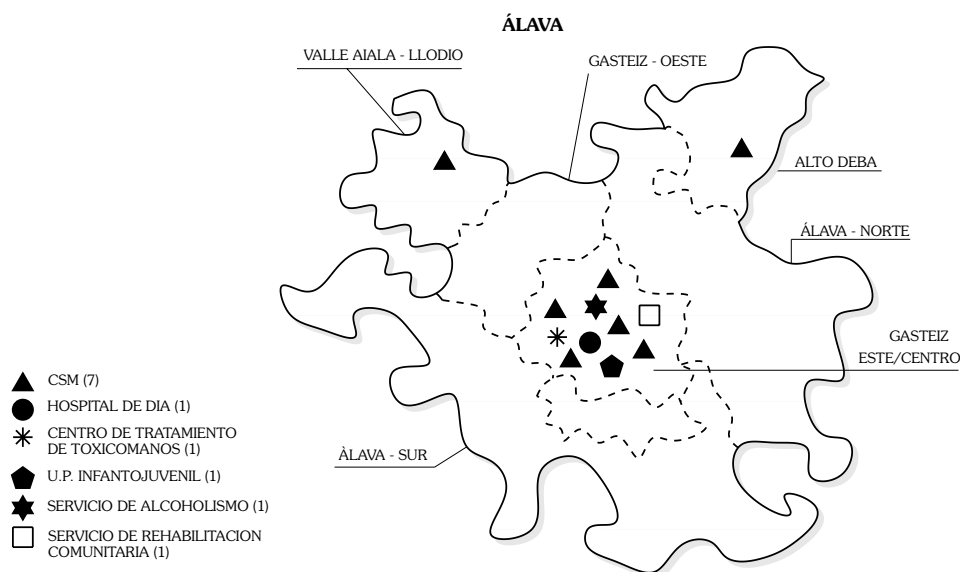 ÁLAVA
VALLE AIALA - LLODIO
GASTEIZ - OESTE
ALTO DEBA
ÁLAVA - NORTE
GASTEIZ
ESTE/CENTRO
ÀLAVA - SUR
CSM (7)
HOSPITAL DE DIA (1)
CENTRO DE TRATAMIENTO
DE TOXICOMANOS (1)
U.P. INFANTOJUVENIL (1)
SERVICIO DE ALCOHOLISMO (1)
SERVICIO DE REHABILITACION
COMUNITARIA (1)